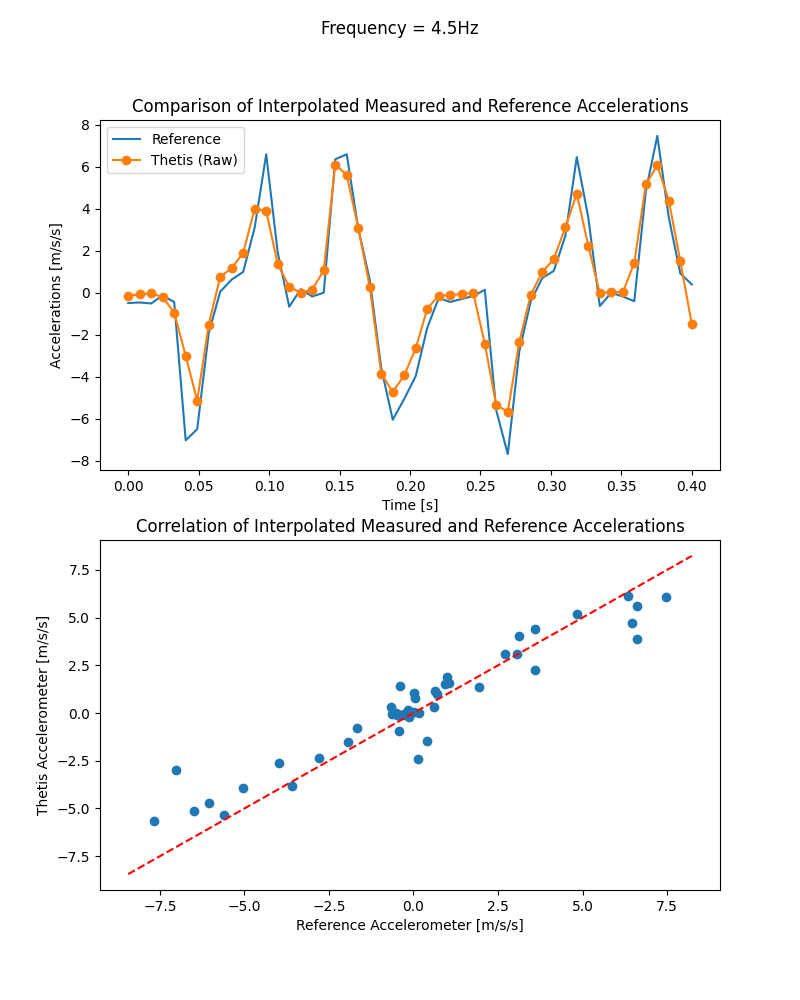 Frequency = 4.5Hz
Comparison of Interpolated Measured and Reference Accelerations
8
6
4
2
0
−2
−4
−6
−8
Accelerations [m/s/s]
Reference
Thetis (Raw)
0.00 0.05 0.10 0.15 0.20 0.25 0.30 0.35 0.40
Time [s]
Correlation of Interpolated Measured and Reference Accelerations
7.5
5.0
2.5
0.0
−2.5
−5.0
−7.5
Thetis Accelerometer [m/s/s]
−7.5 −5.0 −2.5 0.0 2.5 5.0 7.5
Reference Accelerometer [m/s/s]